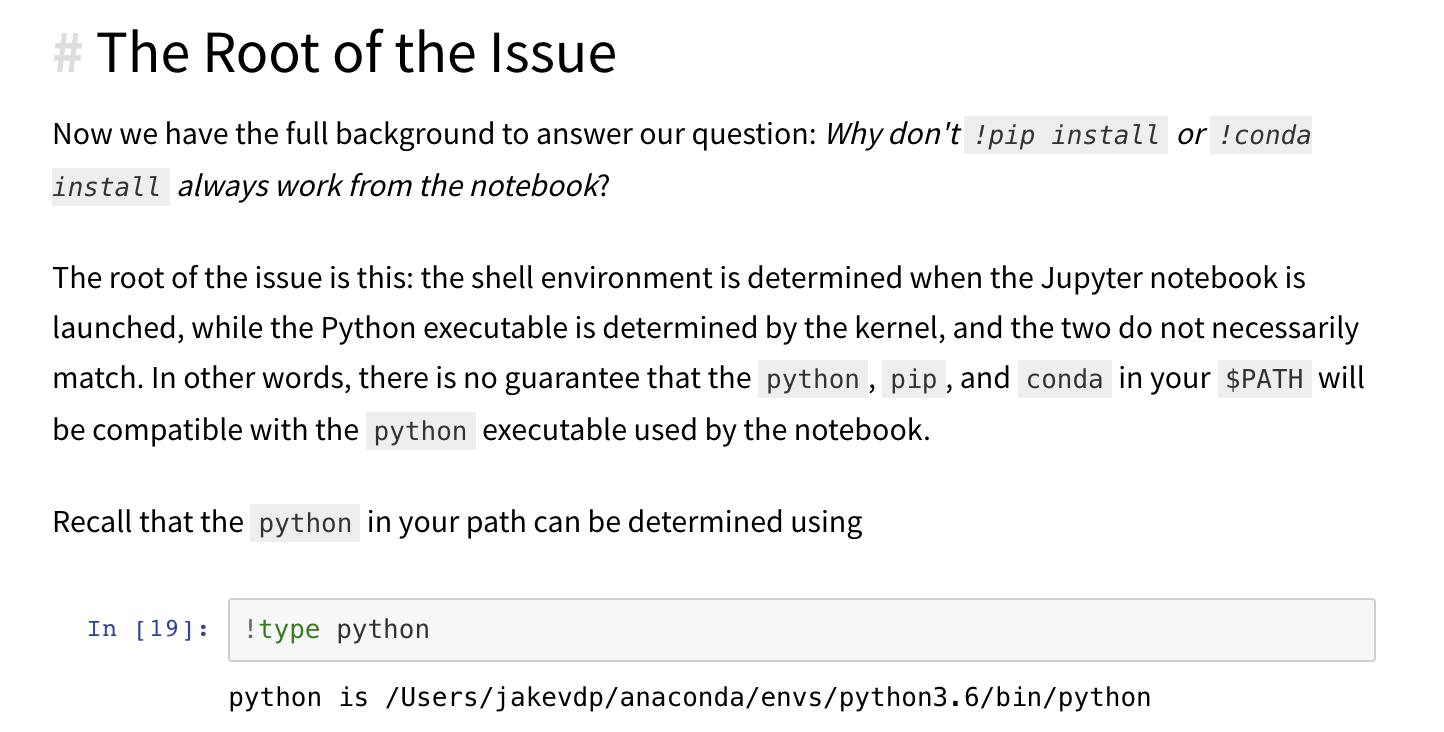 # The Root of the Issue
Now we have the full background to answer our question: Why don't !pip install or !conda
install always work from the notebook?
The root of the issue is this: the shell environment is determined when the Jupyter notebook is
launched, while the Python executable is determined by the kernel, and the two do not necessarily
match. In other words, there is no guarantee that the python, pip, and conda in your $PATH will
be compatible with the python executable used by the notebook.
Recall that the python in your path can be determined using
In [19]: !type python
python is /Users/jakevdp/anaconda/envs/python3.6/bin/python